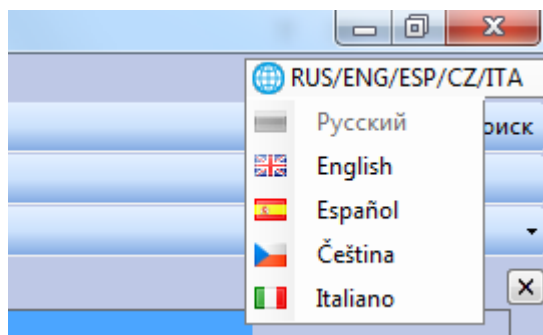 RUS/ENG/ESP/CZ/ITA
Русский
English
Español
Čeština
Italiano